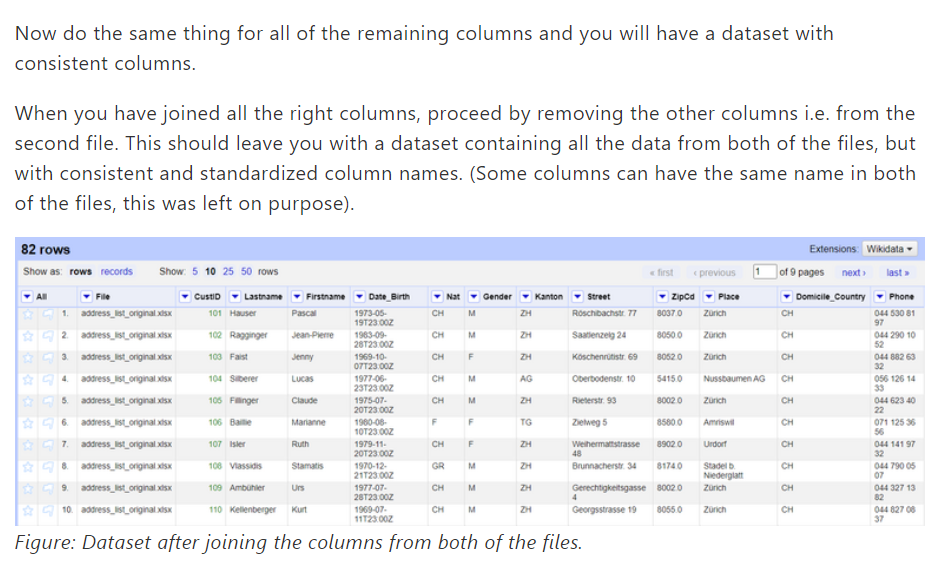 Now do the same thing for all of the remaining columns and you will have a dataset with
consistent columns.
When you have joined all the right columns, proceed by removing the other columns i.e. from the
second file. This should leave you with a dataset containing all the data from both of the files, but
with consistent and standardized column names. (Some columns can have the same name in both
of the files, this was left on purpose).
82 rows Extensions: Wikidata
Show as: rows records Show: 5 10 25 50 rows « first ‹ previous 1 of 9 pages next › last »
All File CustID Lastname Firstname Date_Birth Nat Gender Kanton Street ZipCd Place Domicile_Country Phone
1. address_list_original.xlsx 101 Hauser Pascal 1973-05- CH M ZH Röschibachstr. 77 8037.0 Zürich CH 044 530 81
19T23:00Z 97
2. address_list_original.xlsx 102 Ragginger Jean-Pierre 1983-09- CH M ZH Saatlenzelg 24 8050.0 Zürich CH 044 290 10
28T23:00Z 52
3. address_list_original.xlsx 103 Faist Jenny 1969-10- CH F ZH Köschenrütistr. 69 8052.0 Zürich CH 044 882 63
07T23:00Z 32
4. address_list_original.xlsx 104 Silberer Lucas 1977-06- CH M AG Oberbodenstr. 10 5415.0 Nussbaumen AG CH 056 126 14
23T23:00Z 33
5. address_list_original.xlsx 105 Fillinger Claude 1975-07- CH M ZH Rieterstr. 93 8002.0 Zürich CH 044 623 40
20T23:00Z 22
6. address_list_original.xlsx 106 Baillie Marianne 1980-08- F F TG Zielweg 5 8580.0 Amriswil CH 071 125 36
10T23:00Z 56
7. address_list_original.xlsx 107 Isler Ruth 1979-11- CH F ZH Weihermattstrasse 8902.0 Urdorf CH 044 141 97
20T23:00Z 48 32
8. address_list_original.xlsx 108 Vlassidis Stamatis 1970-12- GR M ZH Brunnacherstr. 34 8174.0 Stadel b. CH 044 790 05
21T23:00Z Niederglatt 07
9. address_list_original.xlsx 109 Ambühler Urs 1977-07- CH M ZH Gerechtigkeitsgasse 8002.0 Zürich CH 044 327 13
28T23:00Z 4 82
10. address_list_original.xlsx 110 Kellenberger Kurt 1969-07- CH M ZH Georgsstrasse 19 8055.0 Zürich CH 044 827 08
11T23:00Z 37
Figure: Dataset after joining the columns from both of the files.